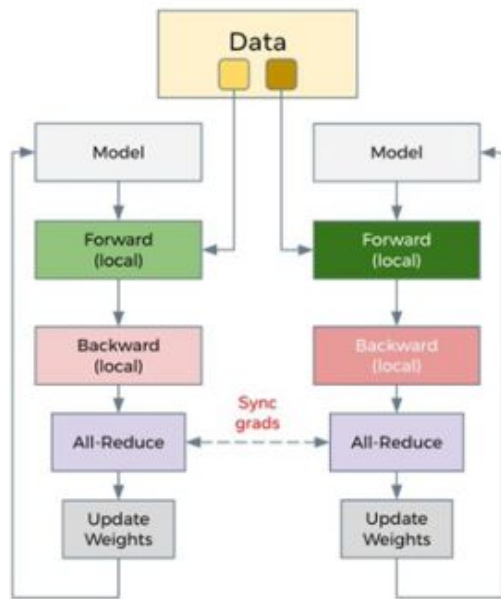 Data
Model
Model
Forward
(local)
Forward
(local)
Backward
(local)
Backward
(local)
Sync
grads
All-Reduce
All-Reduce
Update
Weights
Update
Weights